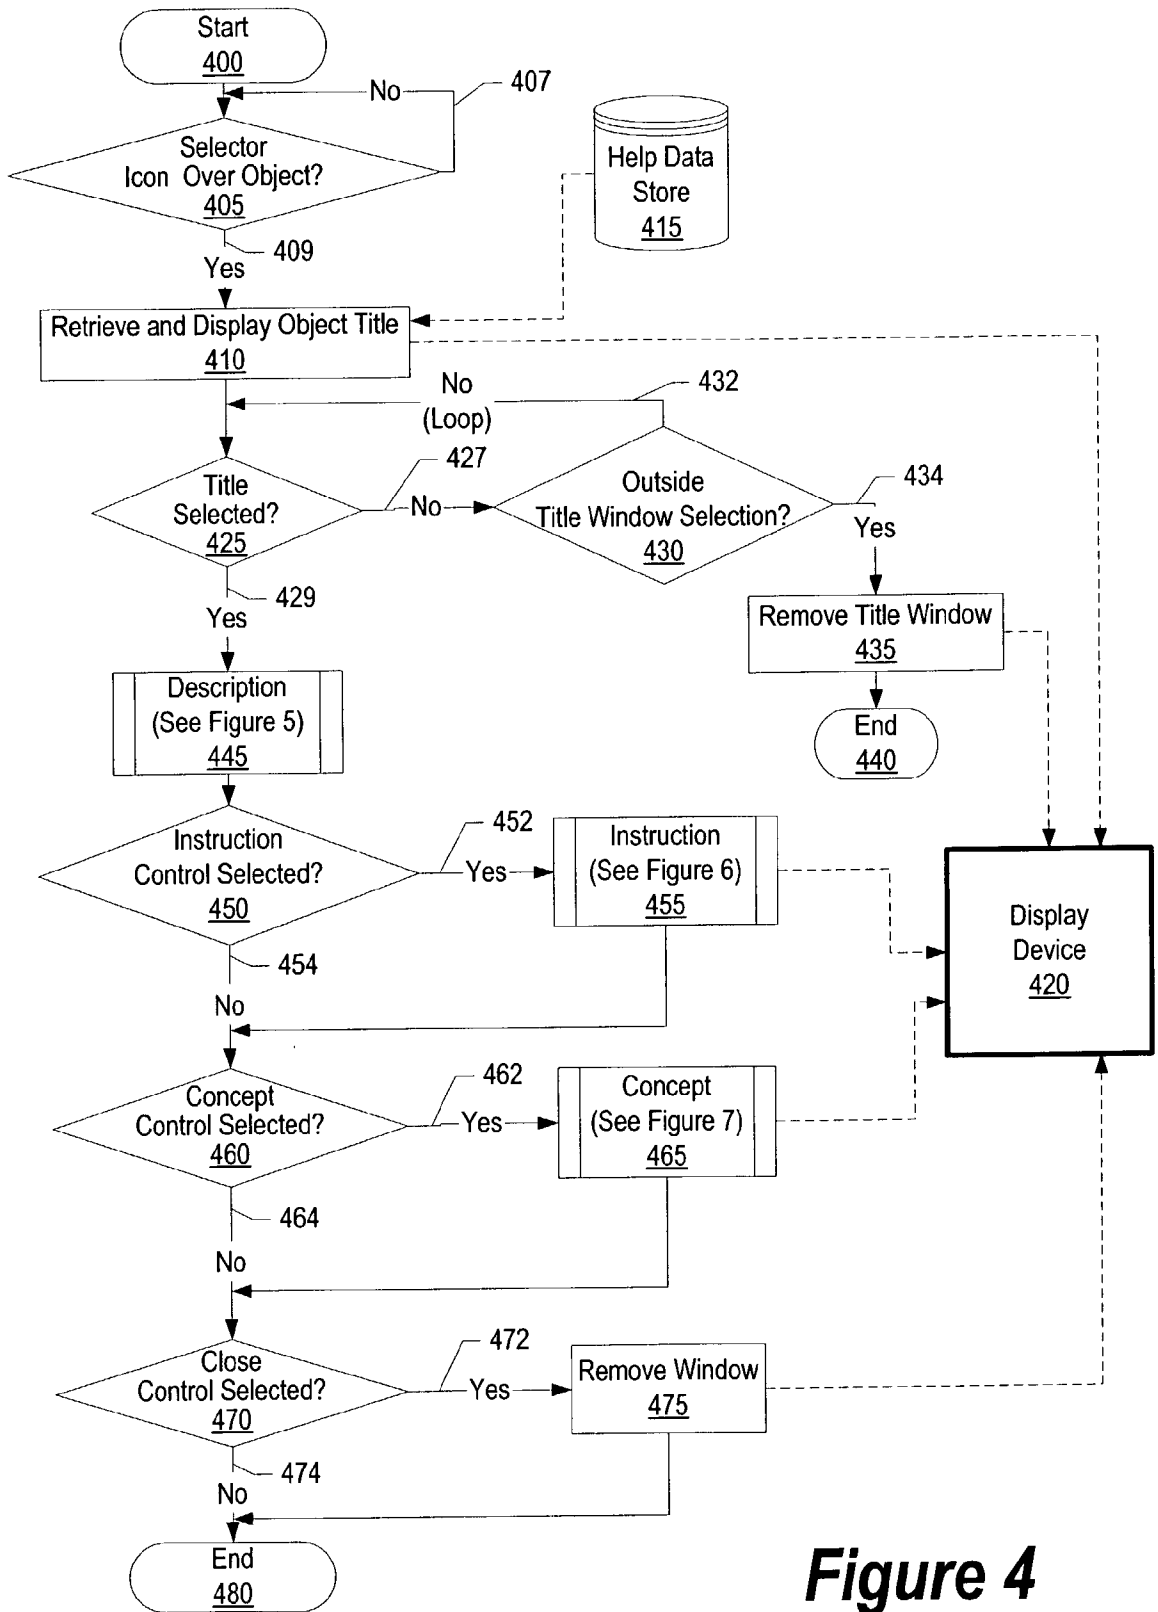 Start
400
No
407
Selector
Icon Over Object?
405
409
Yes
Help Data
Store
415
Retrieve and Display Object Title
410
No
(Loop)
432
Title
Selected?
425
427
No
Outside
Title Window Selection?
430
434
Yes
429
Yes
Remove Title Window
435
End
440
Description
(See Figure 5)
445
Instruction
Control Selected?
450
452
Yes
Instruction
(See Figure 6)
455
454
No
Display
Device
420
Concept
Control Selected?
460
462
Yes
Concept
(See Figure 7)
465
464
No
Close
Control Selected?
470
472
Yes
Remove Window
475
474
No
End
480
Figure 4